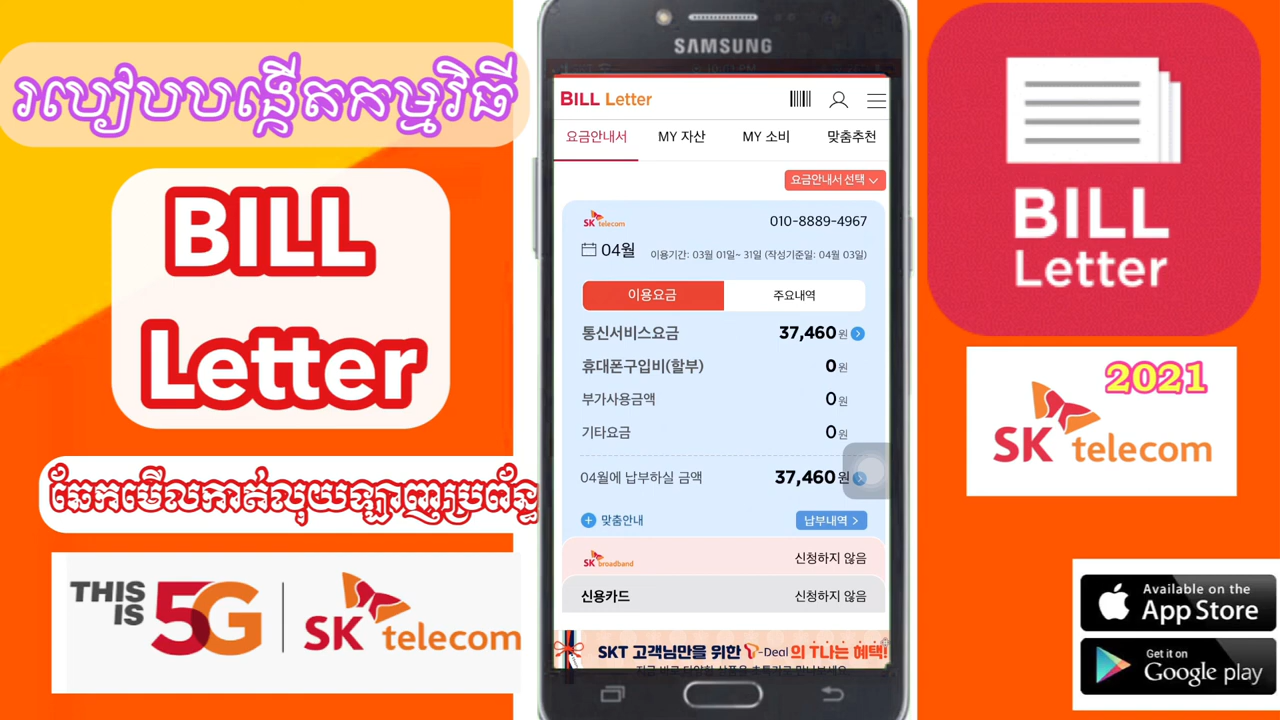 របៀបបង្កើតកម្មវិធី
BILL
Letter
ឆែកមើលកាត់លុយឡាញប្រព័ន្ធ
THIS
IS
5G
SK telecom
SAMSUNG
BILL Letter
요금안내서 MY 자산 MY 소비 맞춤추천
요금안내서 선택
SK telecom 010-8889-4967
04월 이용기간: 03월 01일~ 31일 (작성기준일: 04월 03일)
이용요금 주요내역
통신서비스요금 37,460 원
휴대폰구입비(할부) 0 원
부가사용금액 0 원
기타요금 0 원
04월에 납부하실 금액 37,460 원
맞춤안내 납부내역
SK broadband 신청하지 않음
신용카드 신청하지 않음
SKT 고객님만을 위한 T-Deal 의 T나는 혜택!
BILL
Letter
2021
SK telecom
Available on the
App Store
Get it on
Google play